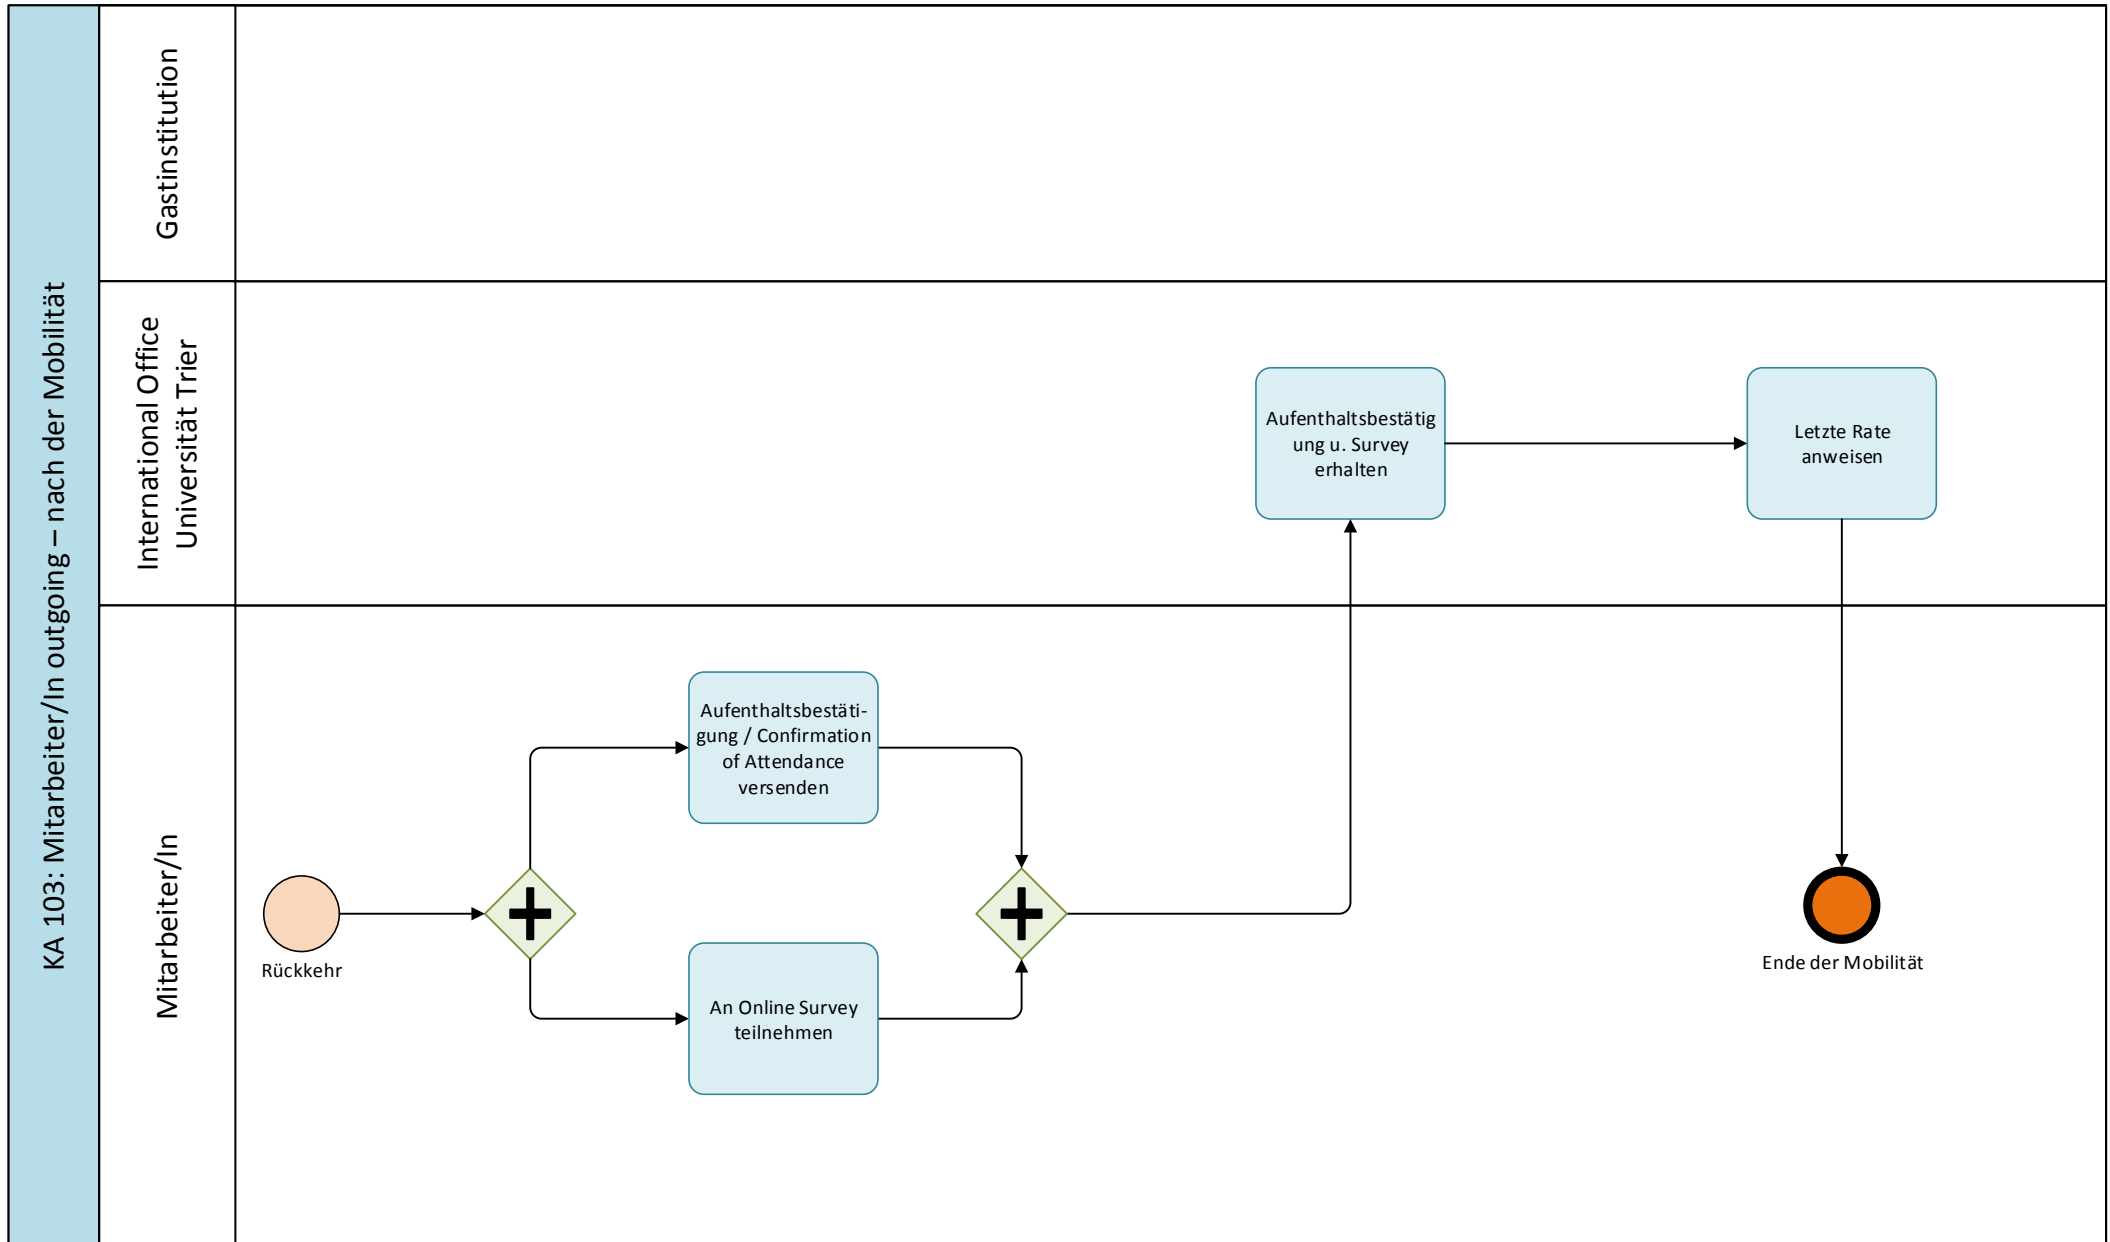 KA 103: Mitarbeiter/In outgoing – nach der Mobilität
Gastinstitution
International Office
Universität Trier
Aufenthaltsbestätig
ung u. Survey
erhalten
Letzte Rate
anweisen
Mitarbeiter/In
Aufenthaltsbestäti-
gung / Confirmation
of Attendance
versenden
Rückkehr
An Online Survey
teilnehmen
Ende der Mobilität